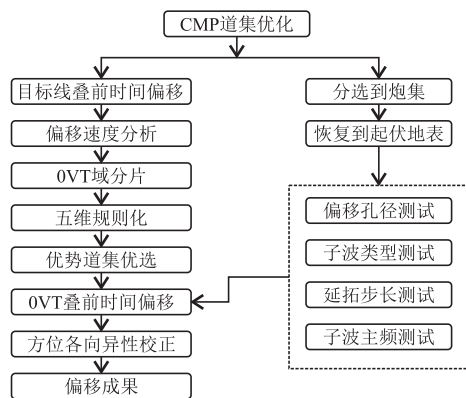 CMP道集优化
目标线叠前时间偏移
偏移速度分析
0VT域分片
五维规则化
优势道集优选
0VT叠前时间偏移
方位各向异性校正
偏移成果
分选到炮集
恢复到起伏地表
偏移孔径测试
子波类型测试
延拓步长测试
子波主频测试